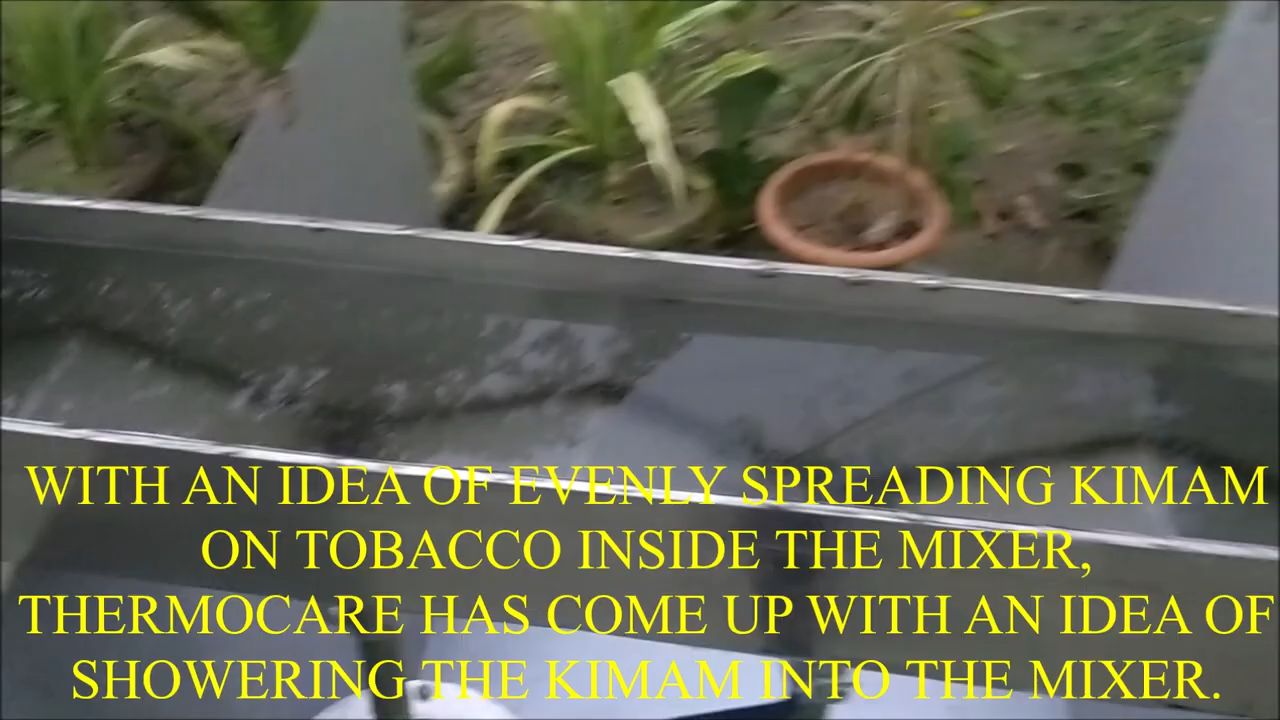 WITH AN IDEA OF EVENLY SPREADING KIMAM
ON TOBACCO INSIDE THE MIXER,
THERMOCARE HAS COME UP WITH AN IDEA OF
SHOWERING THE KIMAM INTO THE MIXER.